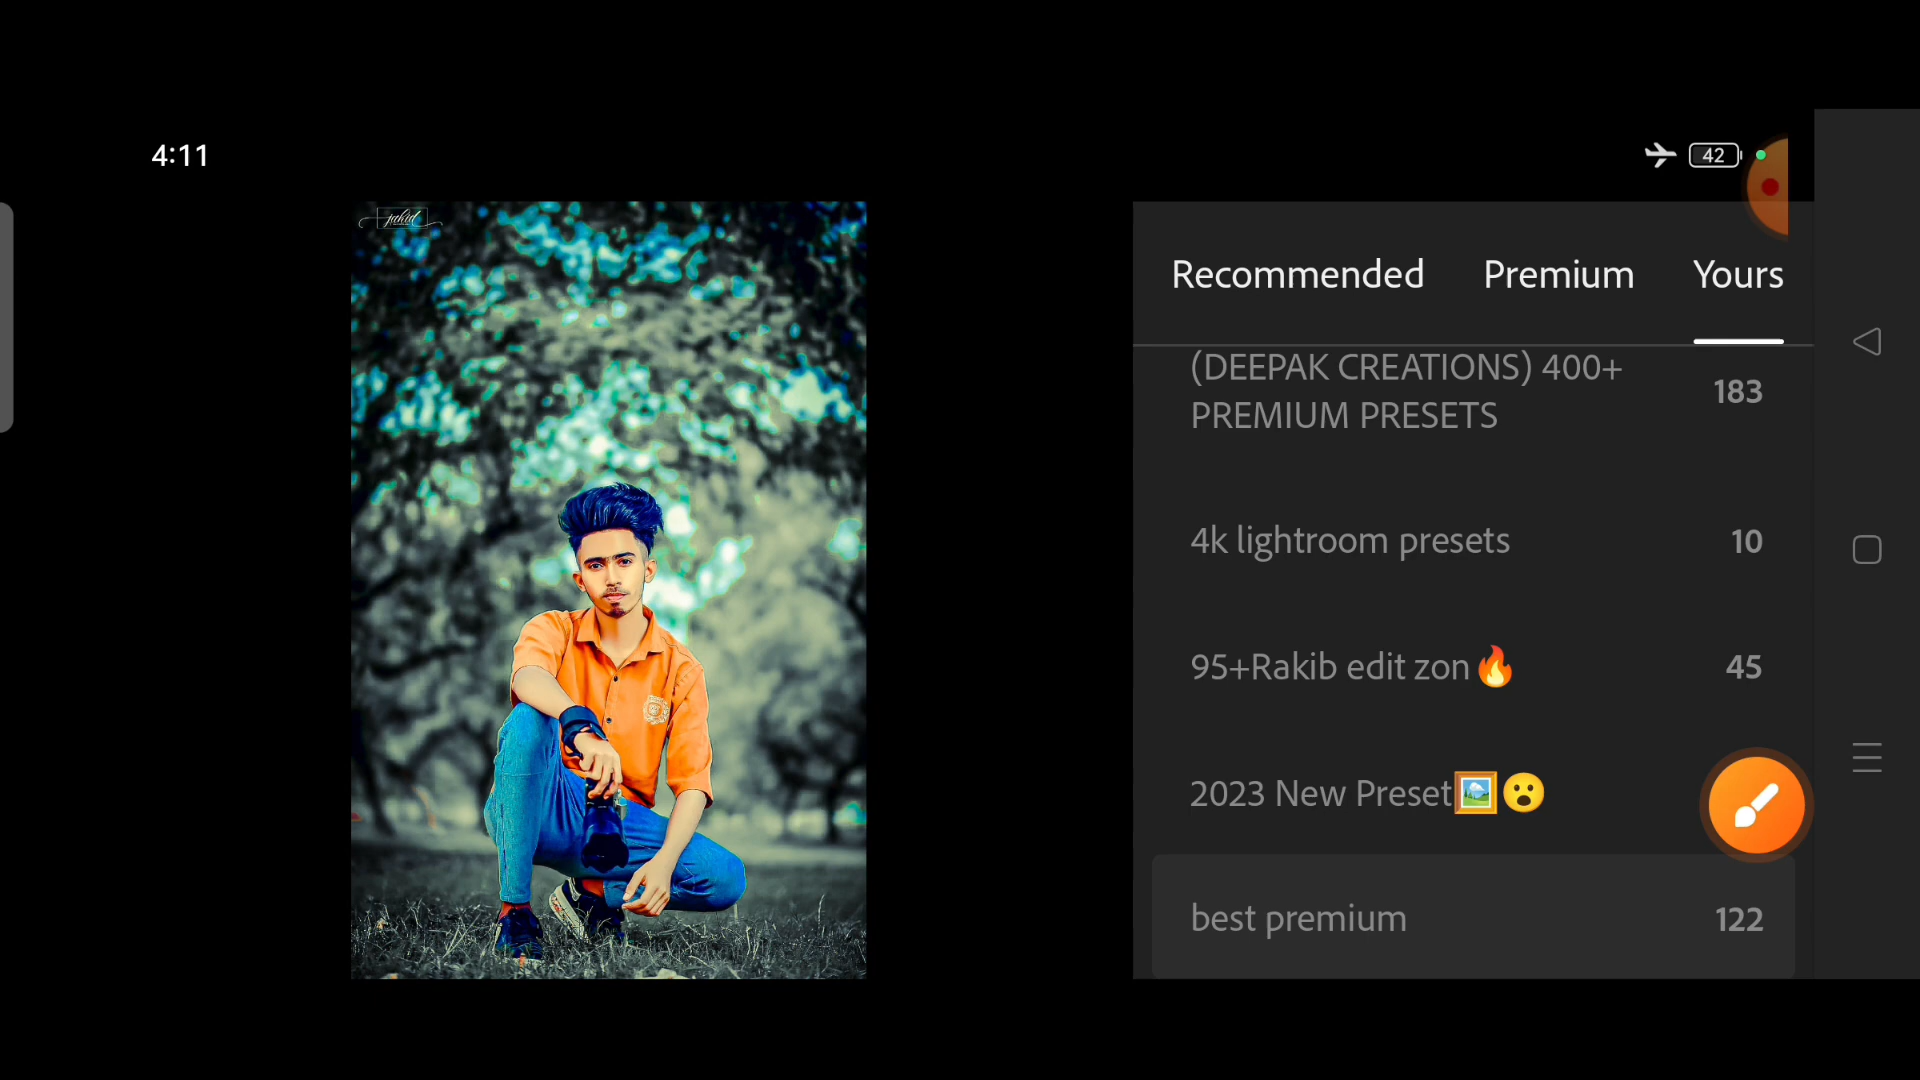 4:11
42
jahid
Recommended Premium Yours
(DEEPAK CREATIONS) 400+
PREMIUM PRESETS 183
4k lightroom presets 10
95+Rakib edit zon🔥 45
2023 New Preset🖼️😮
best premium 122